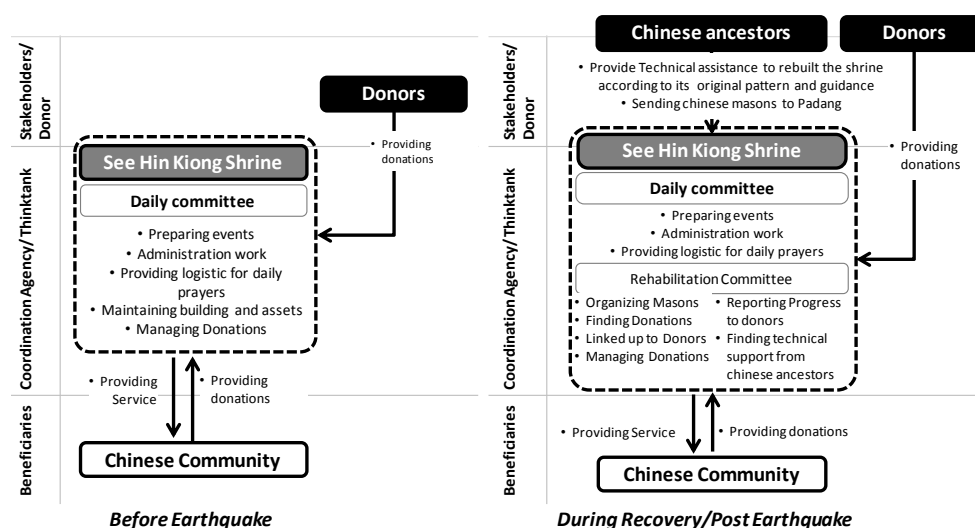 Stakeholders/
Donor
Coordination Agency/Thinktank
Beneficiaries
Donors
• Providing
donations
See Hin Kiong Shrine
Daily committee
• Preparing events
• Administration work
• Providing logistic for daily
prayers
• Maintaining building and assets
• Managing Donations
• Providing
Service
• Providing
donations
Chinese Community
Before Earthquake
Stakeholders/
Donor
Coordination Agency/Thinktank
Beneficiaries
Chinese ancestors
Donors
• Provide Technical assistance to rebuilt the shrine
according to its original pattern and guidance
• Sending chinese masons to Padang
• Providing
donations
See Hin Kiong Shrine
Daily committee
• Preparing events
• Administration work
• Providing logistic for daily prayers
Rehabilitation Committee
• Organizing Masons
• Finding Donations
• Linked up to Donors
• Managing Donations
• Reporting Progress
to donors
• Finding technical
support from
chinese ancestors
• Providing Service
• Providing donations
Chinese Community
During Recovery/Post Earthquake